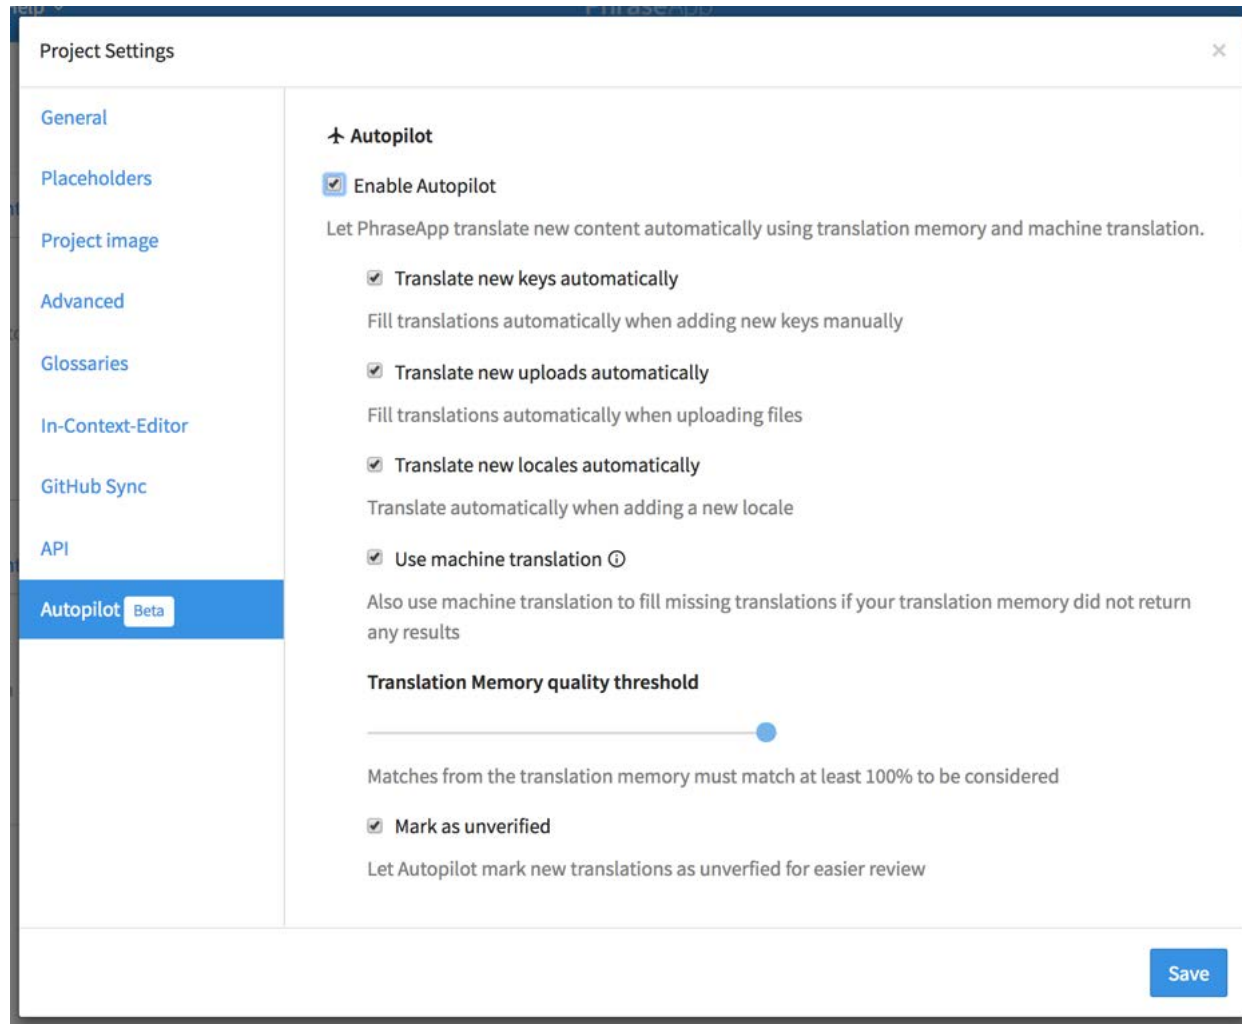 Project Settings
×
General
Placeholders
Project image
Advanced
Glossaries
In-Context-Editor
GitHub Sync
API
Autopilot Beta
Autopilot
Enable Autopilot
Let PhraseApp translate new content automatically using translation memory and machine translation.
Translate new keys automatically
Fill translations automatically when adding new keys manually
Translate new uploads automatically
Fill translations automatically when uploading files
Translate new locales automatically
Translate automatically when adding a new locale
Use machine translation
Also use machine translation to fill missing translations if your translation memory did not return
any results
Translation Memory quality threshold
Matches from the translation memory must match at least 100% to be considered
Mark as unverified
Let Autopilot mark new translations as unverfied for easier review
Save